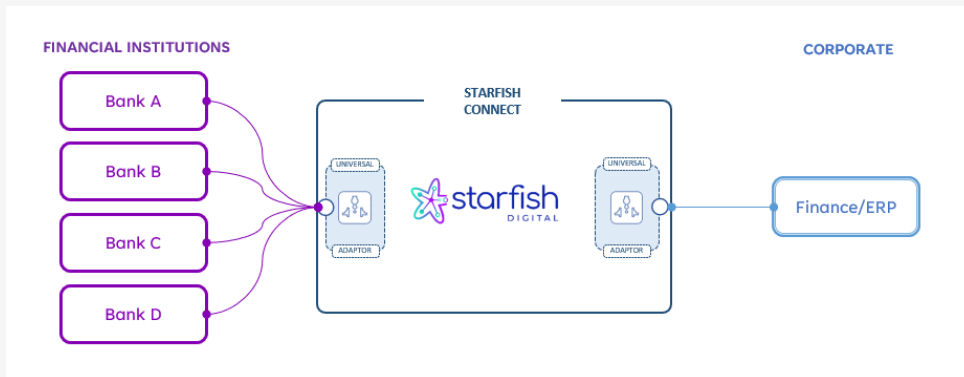 FINANCIAL INSTITUTIONS
CORPORATE
STARFISH
CONNECT
Bank A
Bank B
Bank C
Bank D
UNIVERSAL
ADAPTOR
starfish
DIGITAL
UNIVERSAL
ADAPTOR
Finance/ERP